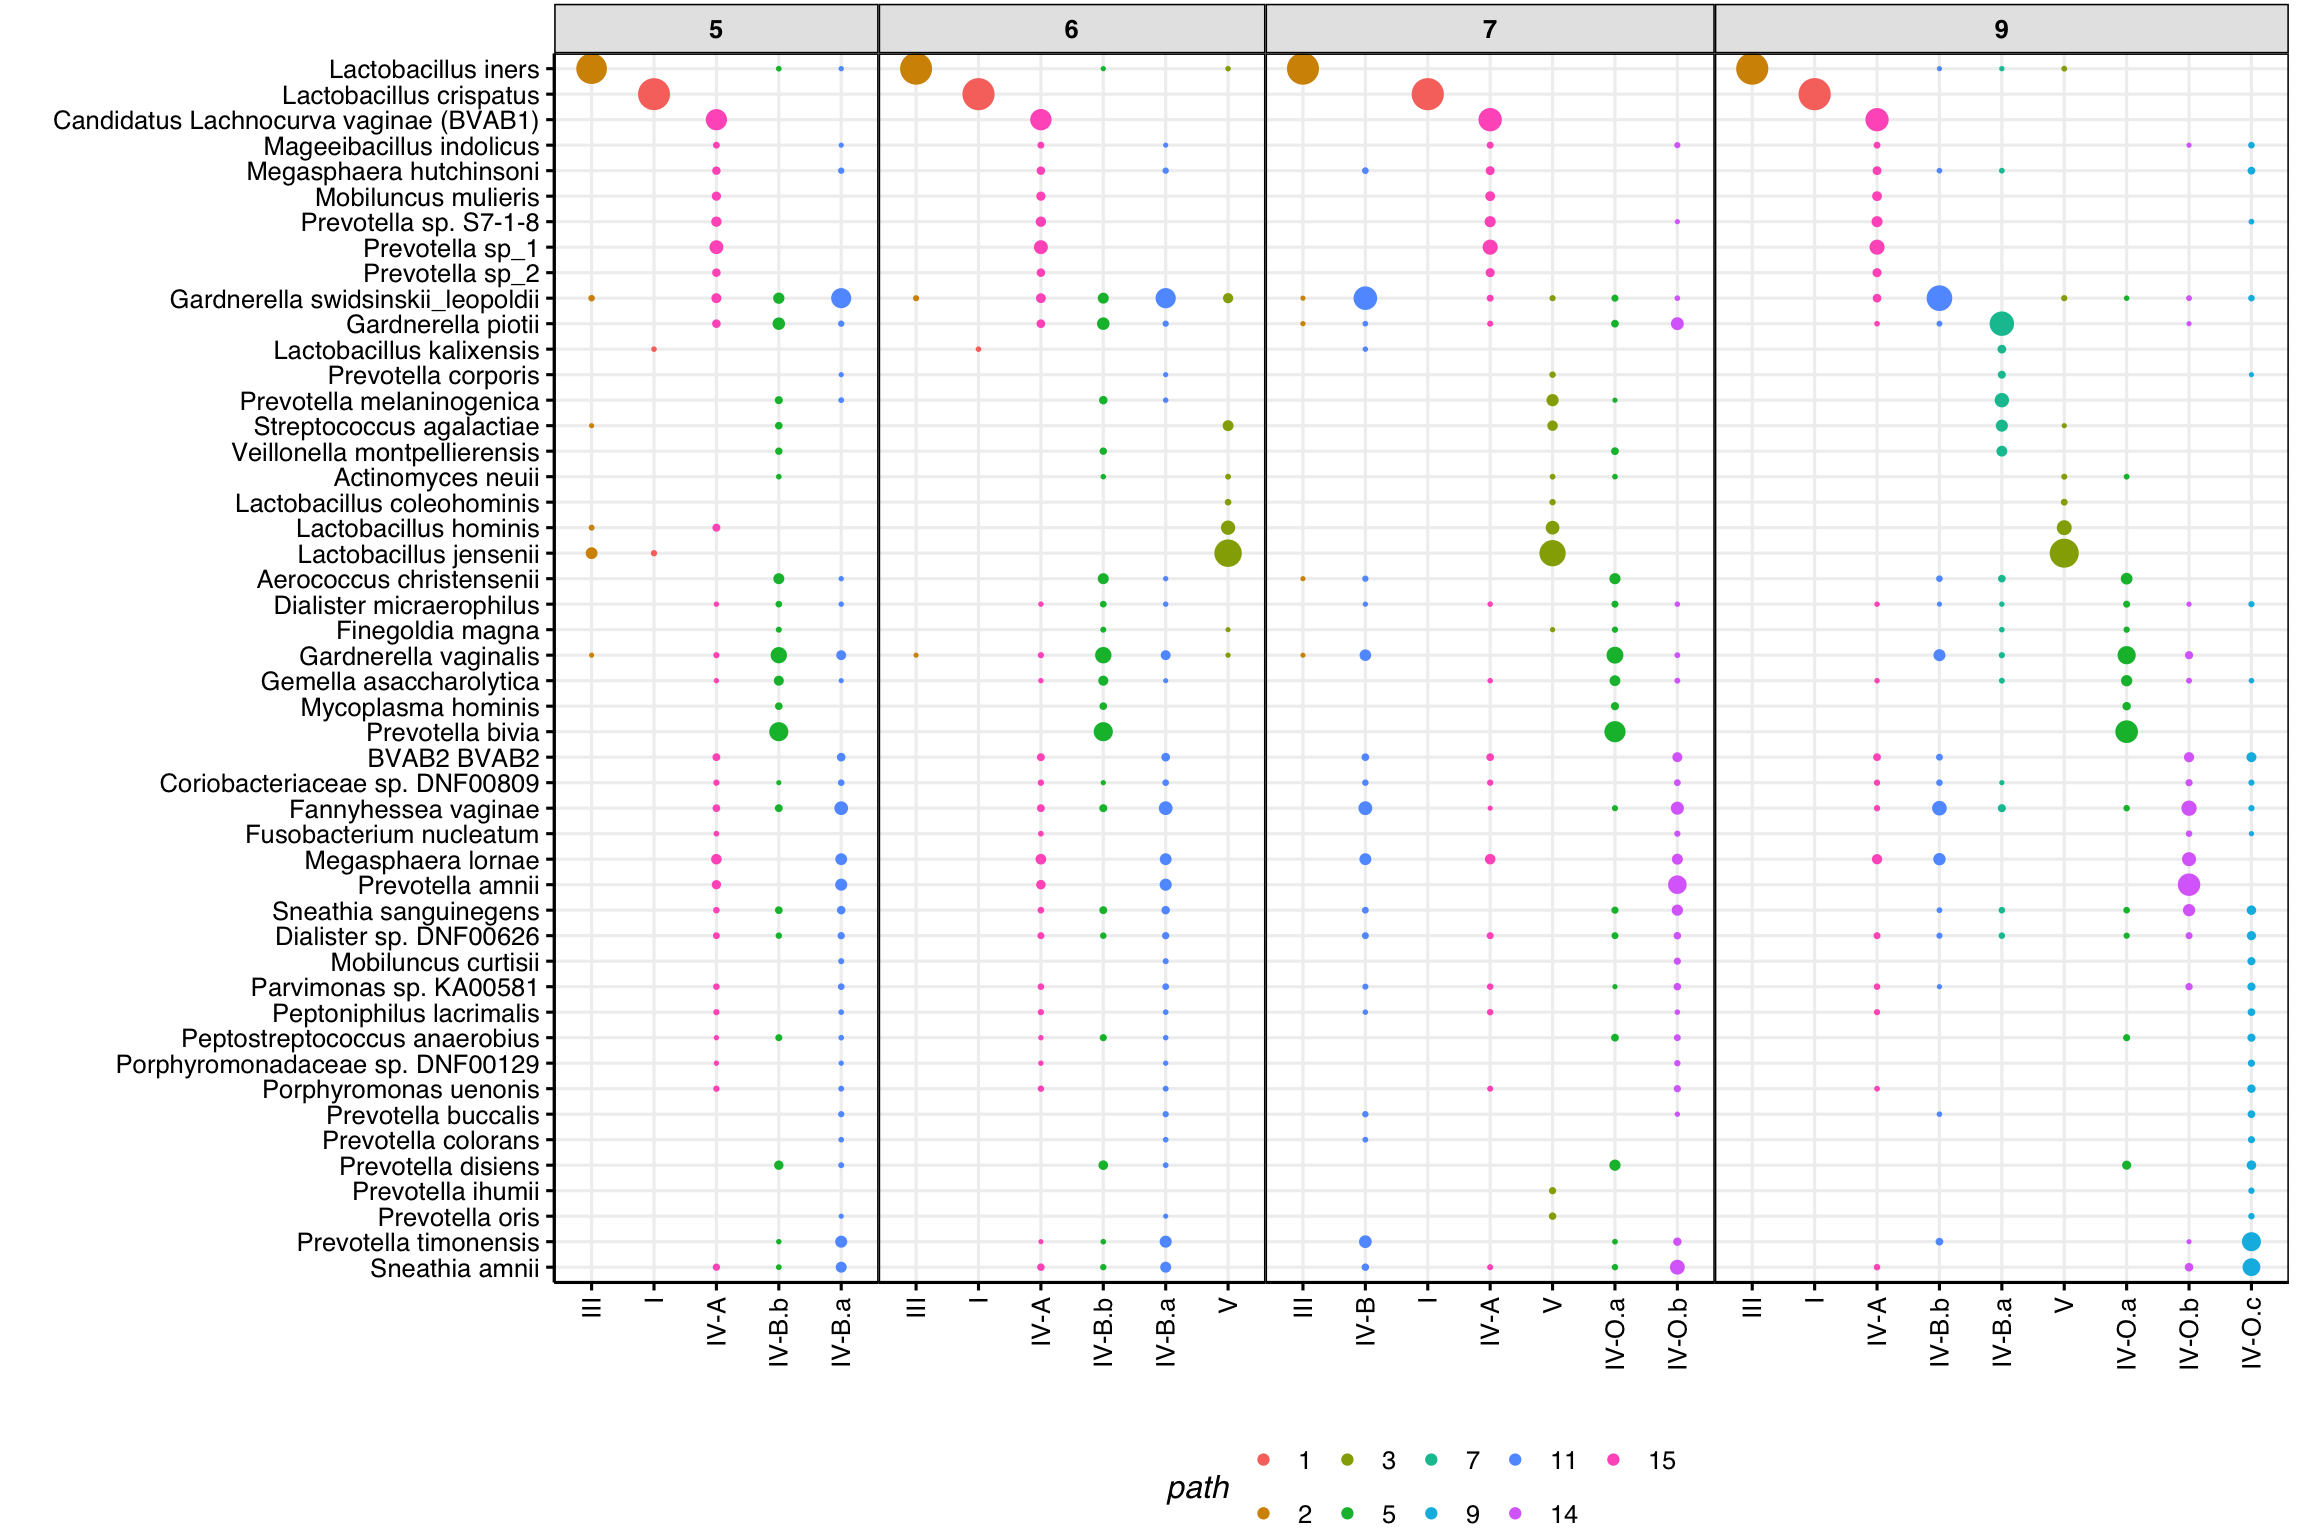 5 6 7 9
Lactobacillus iners
Lactobacillus crispatus
Candidatus Lachnocurva vaginae (BVAB1)
Mageeibacillus indolicus
Megasphaera hutchinsoni
Mobiluncus mulieris
Prevotella sp. S7-1-8
Prevotella sp_1
Prevotella sp_2
Gardnerella swidsinskii_leopoldii
Gardnerella piotii
Lactobacillus kalixensis
Prevotella corporis
Prevotella melaninogenica
Streptococcus agalactiae
Veillonella montpellierensis
Actinomyces neuii
Lactobacillus coleohominis
Lactobacillus hominis
Lactobacillus jensenii
Aerococcus christensenii
Dialister micraerophilus
Finegoldia magna
Gardnerella vaginalis
Gemella asaccharolytica
Mycoplasma hominis
Prevotella bivia
BVAB2 BVAB2
Coriobacteriaceae sp. DNF00809
Fannyhessea vaginae
Fusobacterium nucleatum
Megasphaera lornae
Prevotella amnii
Sneathia sanguinegens
Dialister sp. DNF00626
Mobiluncus curtisii
Parvimonas sp. KA00581
Peptoniphilus lacrimalis
Peptostreptococcus anaerobius
Porphyromonadaceae sp. DNF00129
Porphyromonas uenonis
Prevotella buccalis
Prevotella colorans
Prevotella disiens
Prevotella ihumii
Prevotella oris
Prevotella timonensis
Sneathia amnii
III I IV-A IV-B.b IV-B.a III I IV-A IV-B.b IV-B.a V III IV-B I IV-A V IV-O.a IV-O.b III I IV-A IV-B.b IV-B.a V IV-O.a IV-O.b IV-O.c
path
1 3 7 11 15
2 5 9 14